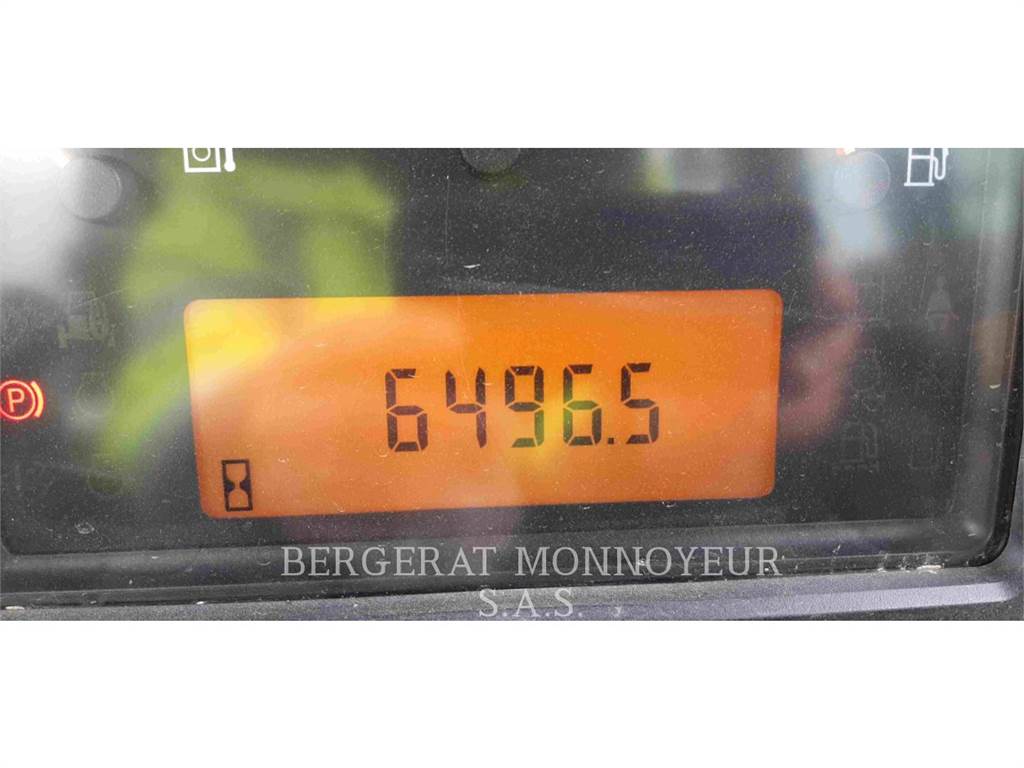 P
6496.5
BERGERAT MONNOYEUR
S.A.S.